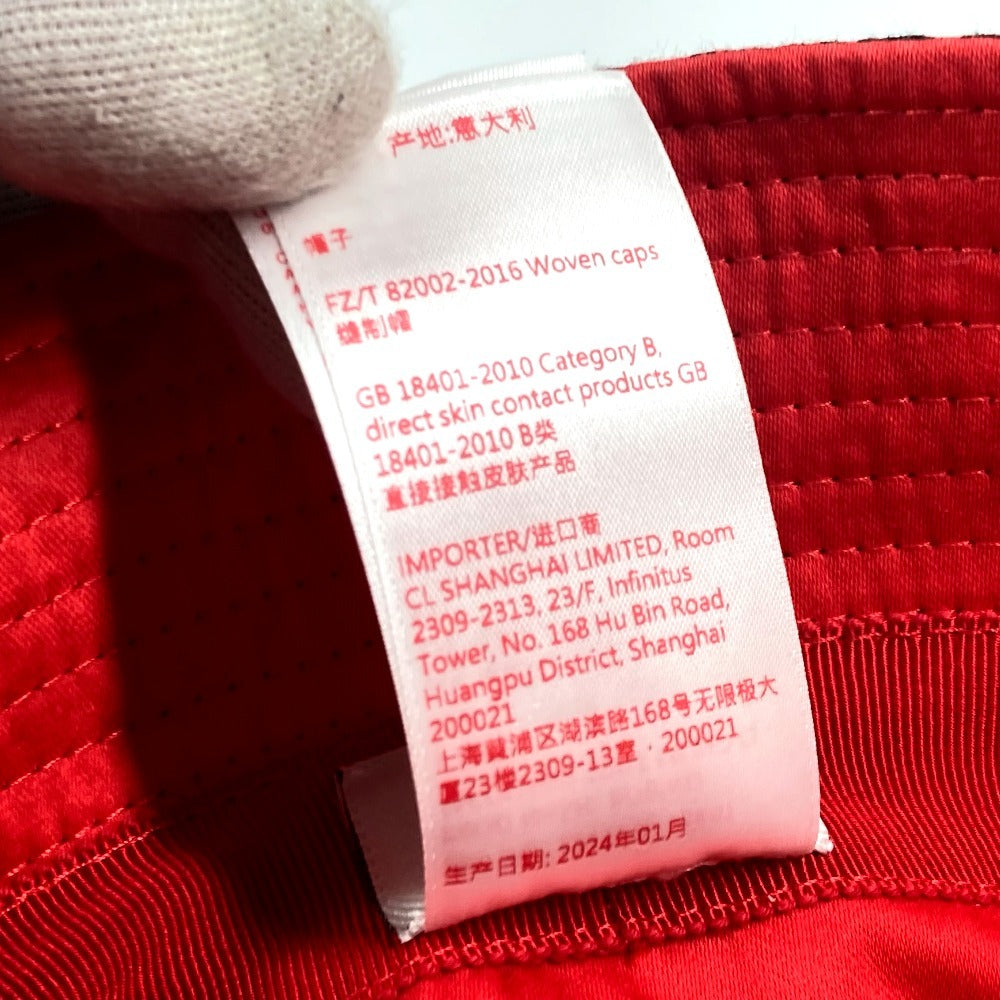 产地:意大利
帽子
FZ/T 82002-2016 Woven caps
缝制帽
GB 18401-2010 Category B,
direct skin contact products GB
18401-2010 B类
直接接触皮肤产品
IMPORTER/进口商
CL SHANGHAI LIMITED, Room
2309-2313, 23/F, Infinitus
Tower, No. 168 Hu Bin Road,
Huangpu District, Shanghai
200021
上海黄浦区湖滨路168号无限极大
厦23楼2309-13室 · 200021
生产日期: 2024年01月